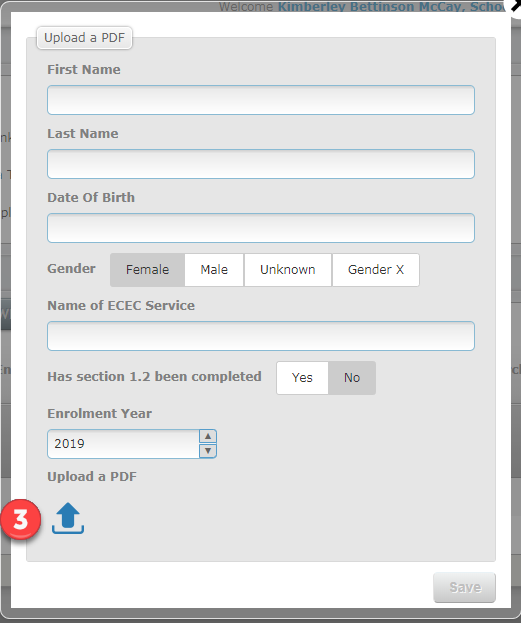 Welcome Kimberley Bettinson McCay, Schoo
Upload a PDF
First Name
Last Name
Date Of Birth
Gender Female Male Unknown Gender X
Name of ECEC Service
Has section 1.2 been completed Yes No
Enrolment Year
2019
Upload a PDF
3
Save